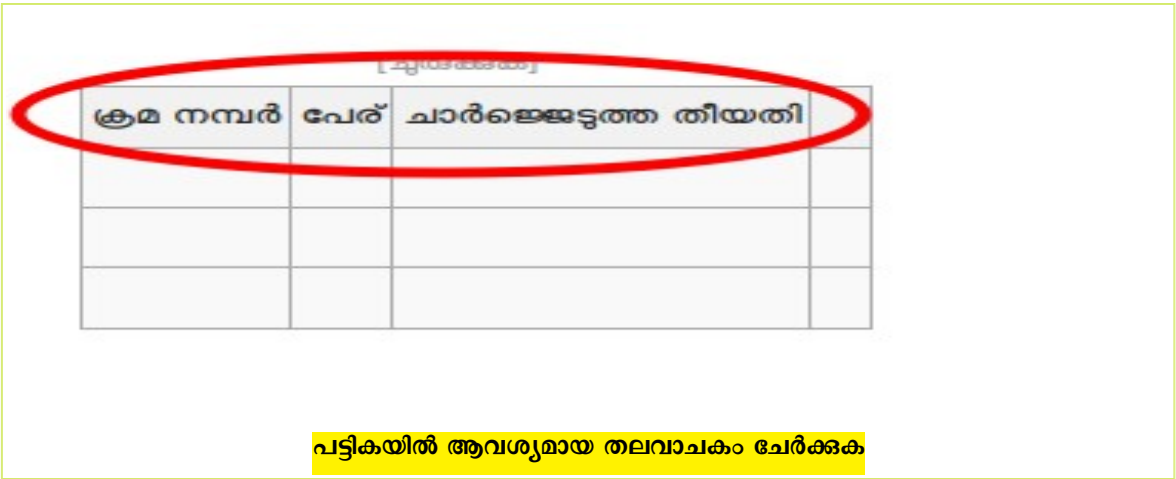 [ചുരുക്കുക]
ക്രമ നമ്പർ പേര് ചാർജ്ജെടുത്ത തീയതി
പട്ടികയിൽ ആവശ്യമായ തലവാചകം ചേർക്കുക